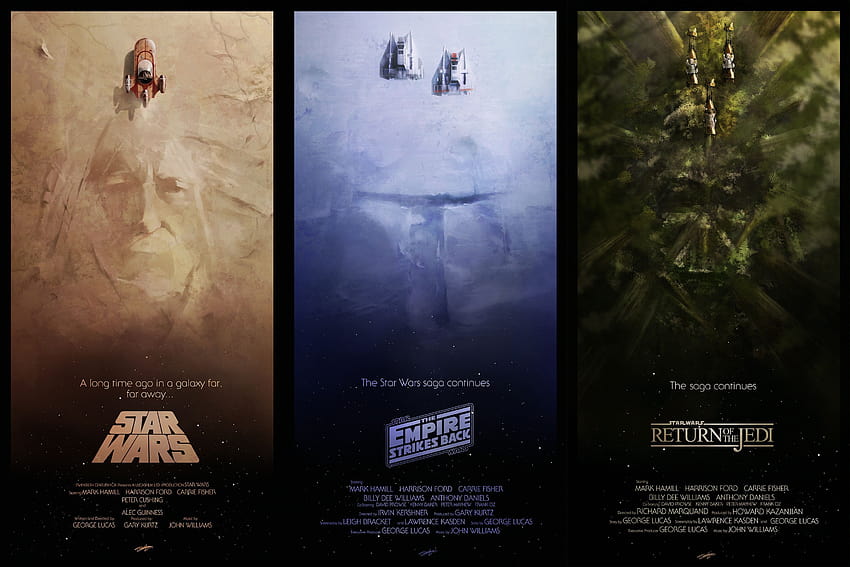 A long time ago in a galaxy far,
far away...
STAR
WARS
TWENTIETH CENTURY-FOX Presents A LUCASFILM LTD PRODUCTION STAR WARS
Starring MARK HAMILL HARRISON FORD CARRIE FISHER
PETER CUSHING
and
ALEC GUINNESS
Written and Directed by Produced by Music by
GEORGE LUCAS GARY KURTZ JOHN WILLIAMS
The Star Wars saga continues
STAR
THE
EMPIRE
STRIKES BACK
WARS
Starring
MARK HAMILL HARRISON FORD CARRIE FISHER
BILLY DEE WILLIAMS ANTHONY DANIELS
Co-Starring DAVID PROWSE KENNY BAKER PETER MAYHEW FRANK OZ
Directed by IRVIN KERSHNER Produced by GARY KURTZ
Screenplay by LEIGH BRACKET and LAWRENCE KASDEN Story by GEORGE LUCAS
Executive Producer GEORGE LUCAS Music by JOHN WILLIAMS
The saga continues
STAR WARS
RETURN OF THE JEDI
Starring
MARK HAMILL HARRISON FORD CARRIE FISHER
BILLY DEE WILLIAMS ANTHONY DANIELS
Co-Starring DAVID PROWSE KENNY BAKER PETER MAYHEW FRANK OZ
Directed by RICHARD MARQUAND Produced by HOWARD KAZANJIAN
Story by GEORGE LUCAS Screenplay by LAWRENCE KASDEN and GEORGE LUCAS
Executive Producer GEORGE LUCAS Music by JOHN WILLIAMS